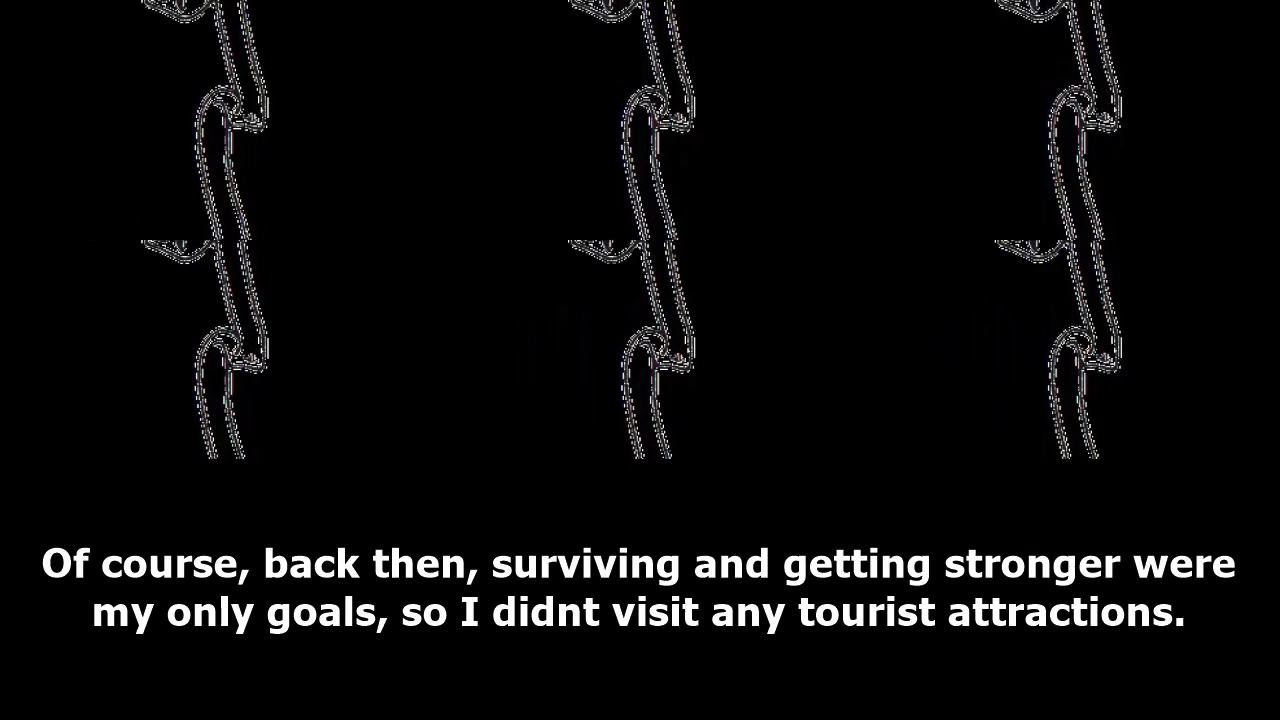 Of course, back then, surviving and getting stronger were
my only goals, so I didnt visit any tourist attractions.